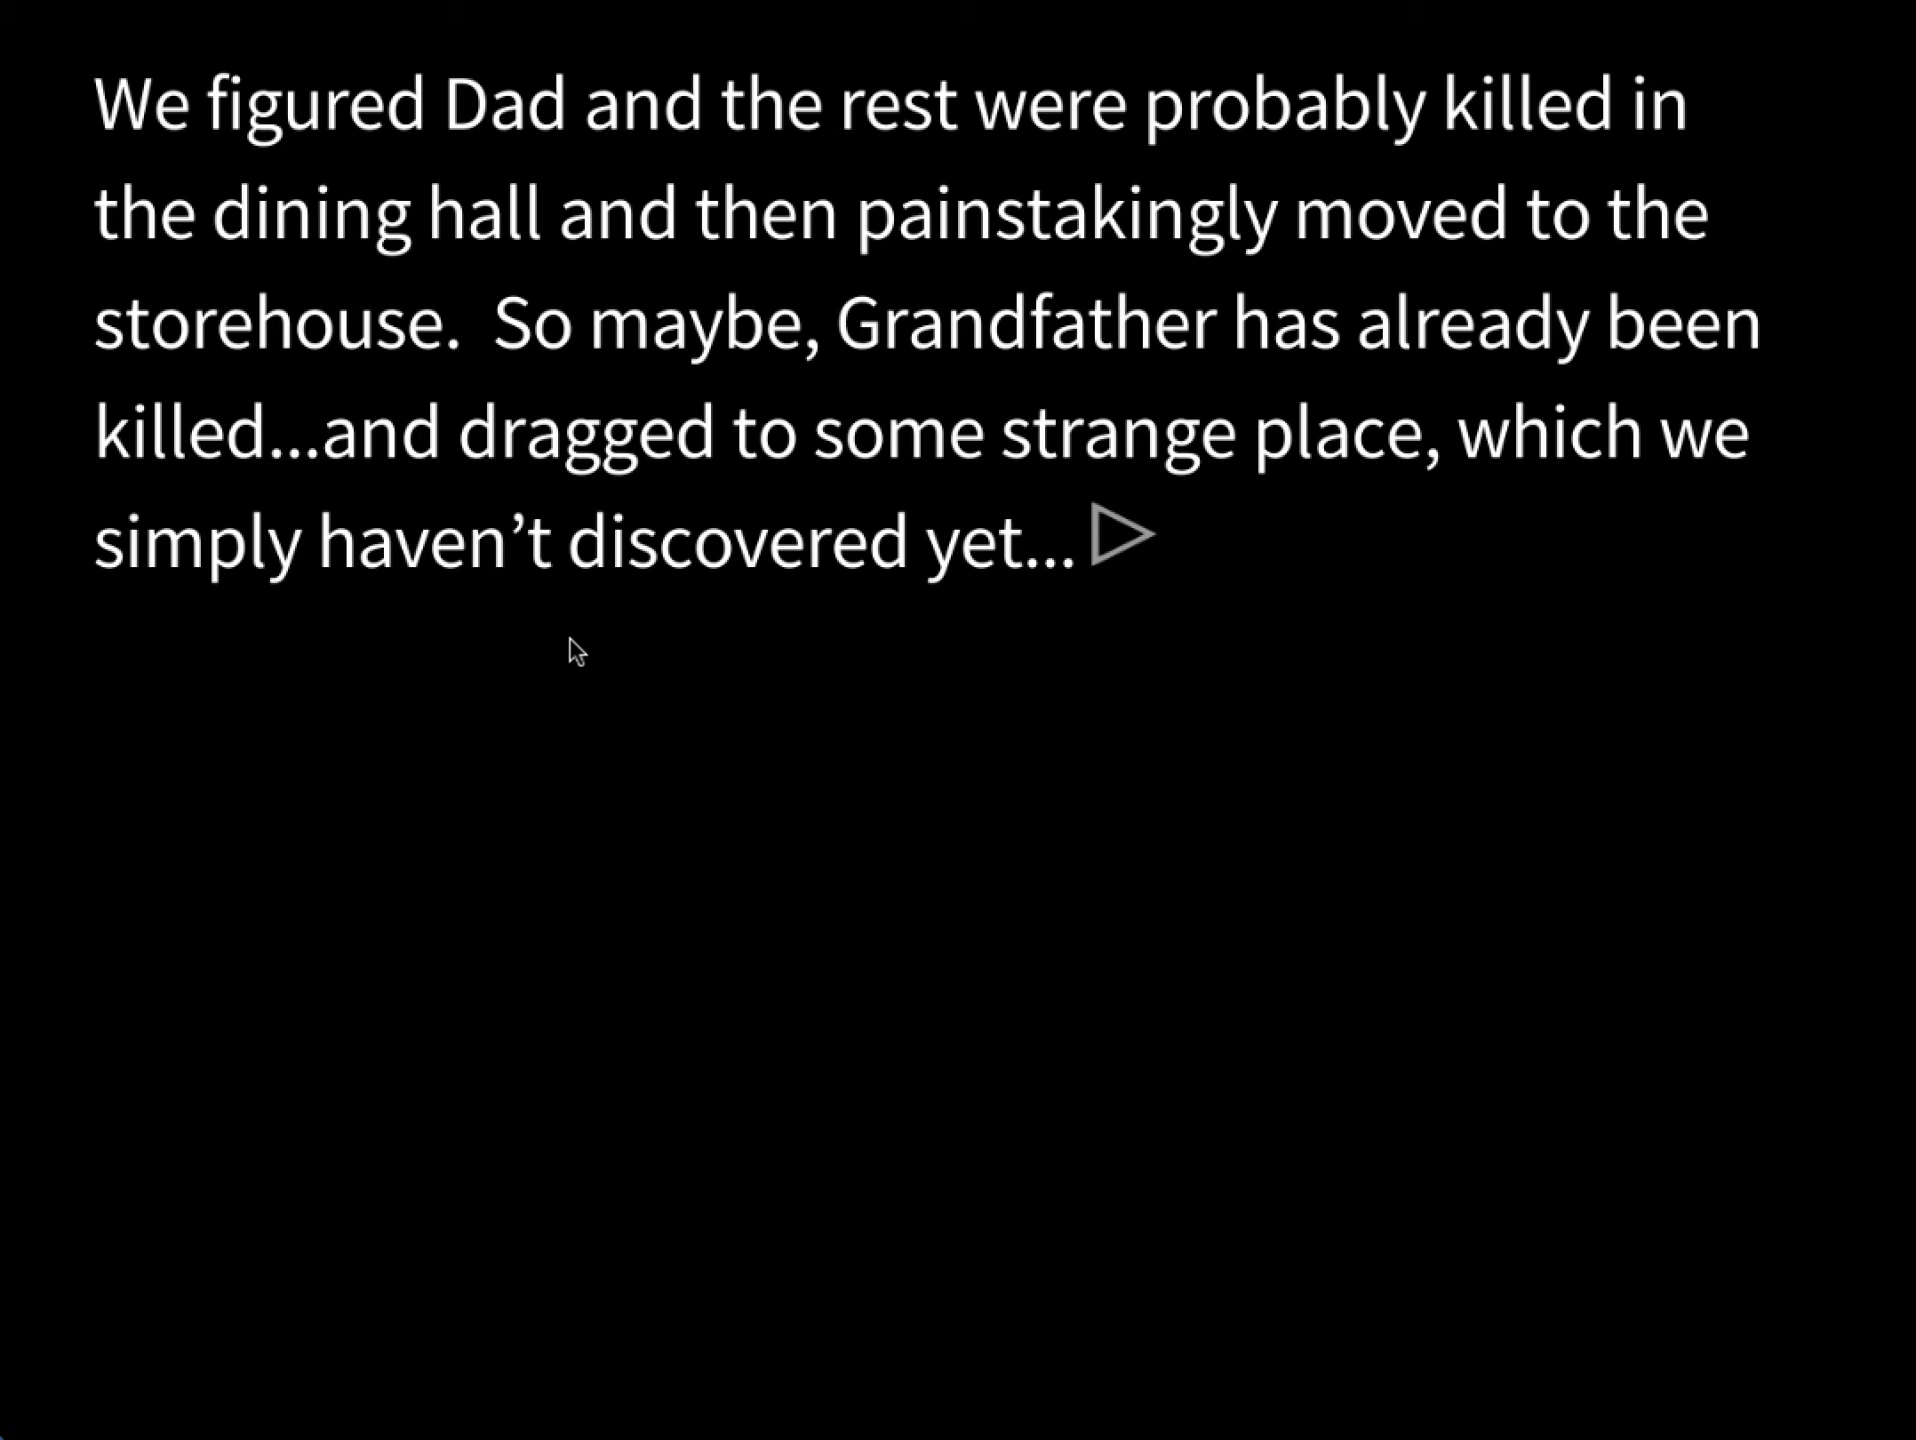 We figured Dad and the rest were probably killed in
the dining hall and then painstakingly moved to the
storehouse.  So maybe, Grandfather has already been
killed...and dragged to some strange place, which we
simply haven’t discovered yet...